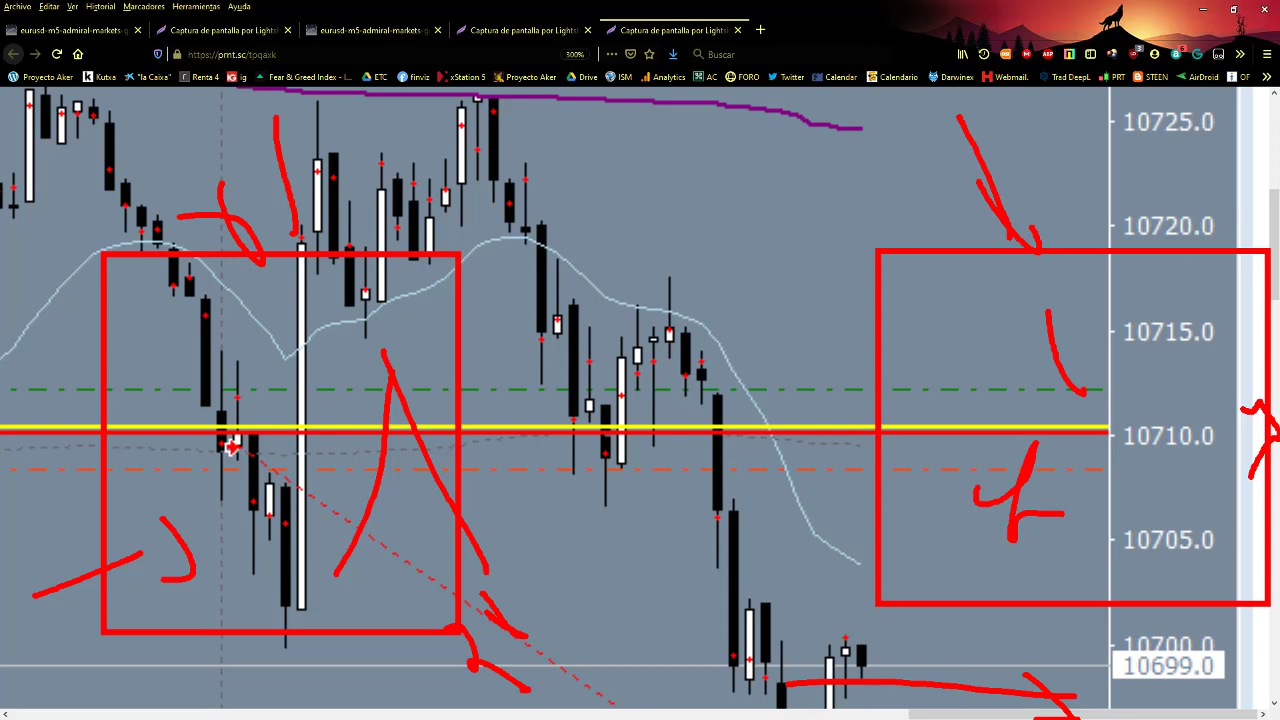 Archivo Editar Ver Historial Marcadores Herramientas Ayuda
eurusd-m5-admiral-markets-g × Captura de pantalla por Lightsh × eurusd-m5-admiral-markets-g × Captura de pantalla por Lightsh × Captura de pantalla por Lightsh × +
https://prnt.sc/tpqaxk 300% Buscar
Proyecto Aker Kutxa "la Caixa" Renta 4 ig Fear & Greed Index | ... ETC finviz xStation 5 Proyecto Aker Drive ISM Analytics AC FORO Twitter Calendar Calendario Darwinex Webmail. Trad DeepL PRT STEEN AirDroid OF
10725.0
10720.0
10715.0
10710.0
10705.0
10700.0
10699.0